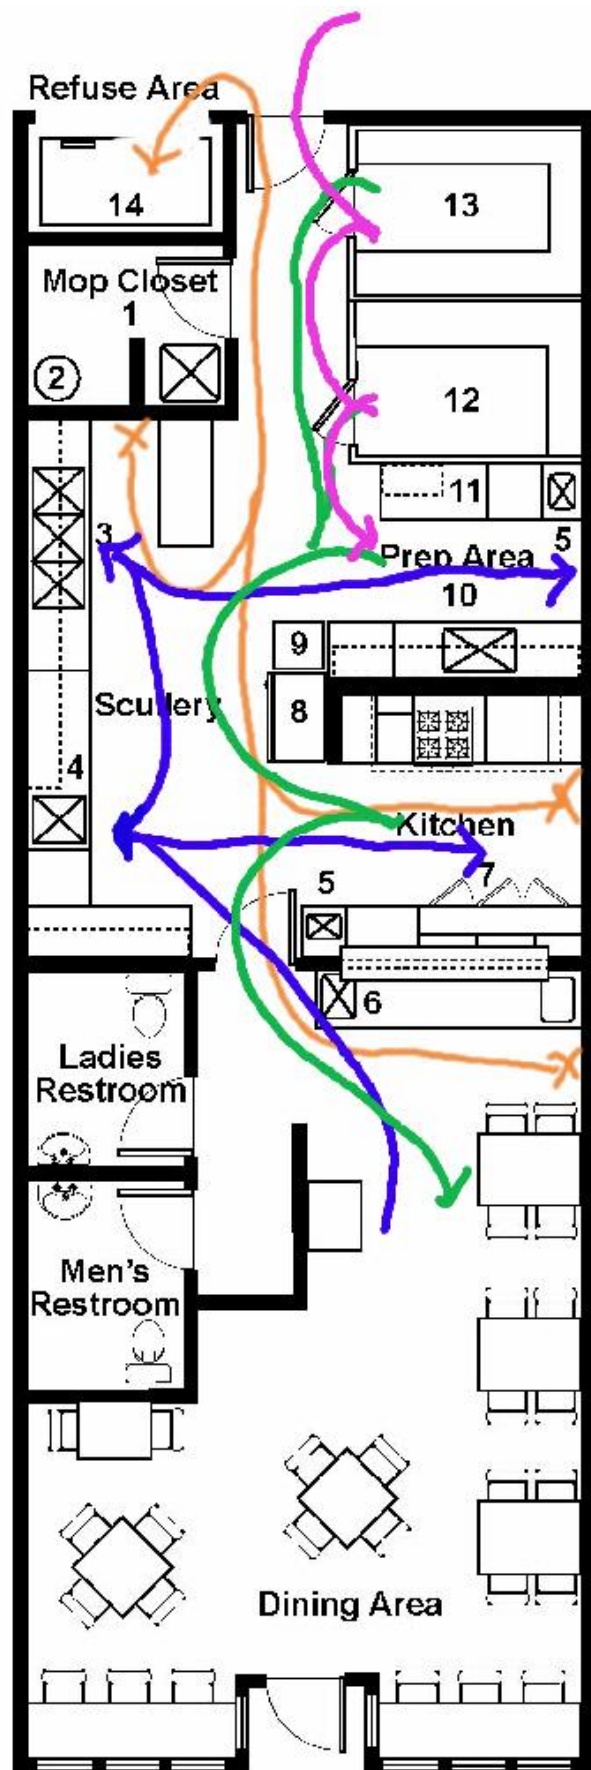 Refuse Area
14
13
Mop Closet
1
2
12
11
3
Prep Area
5
10
9
8
Scullery
4
Kitchen
7
5
6
Ladies
Restroom
Men's
Restroom
Dining Area